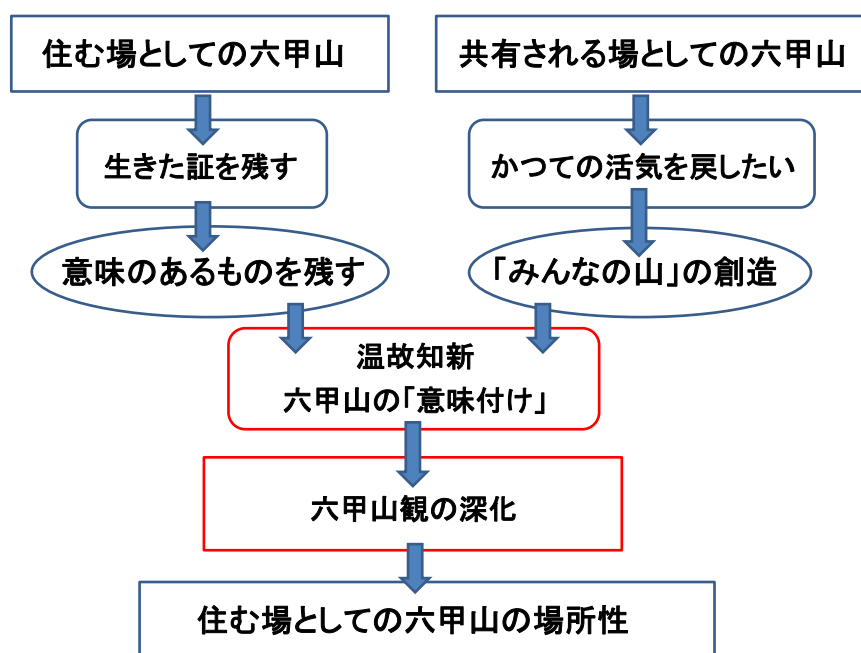 住む場としての六甲山
共有される場としての六甲山
生きた証を残す
かつての活気を戻したい
意味のあるものを残す
「みんなの山」の創造
温故知新
六甲山の「意味付け」
六甲山観の深化
住む場としての六甲山の場所性